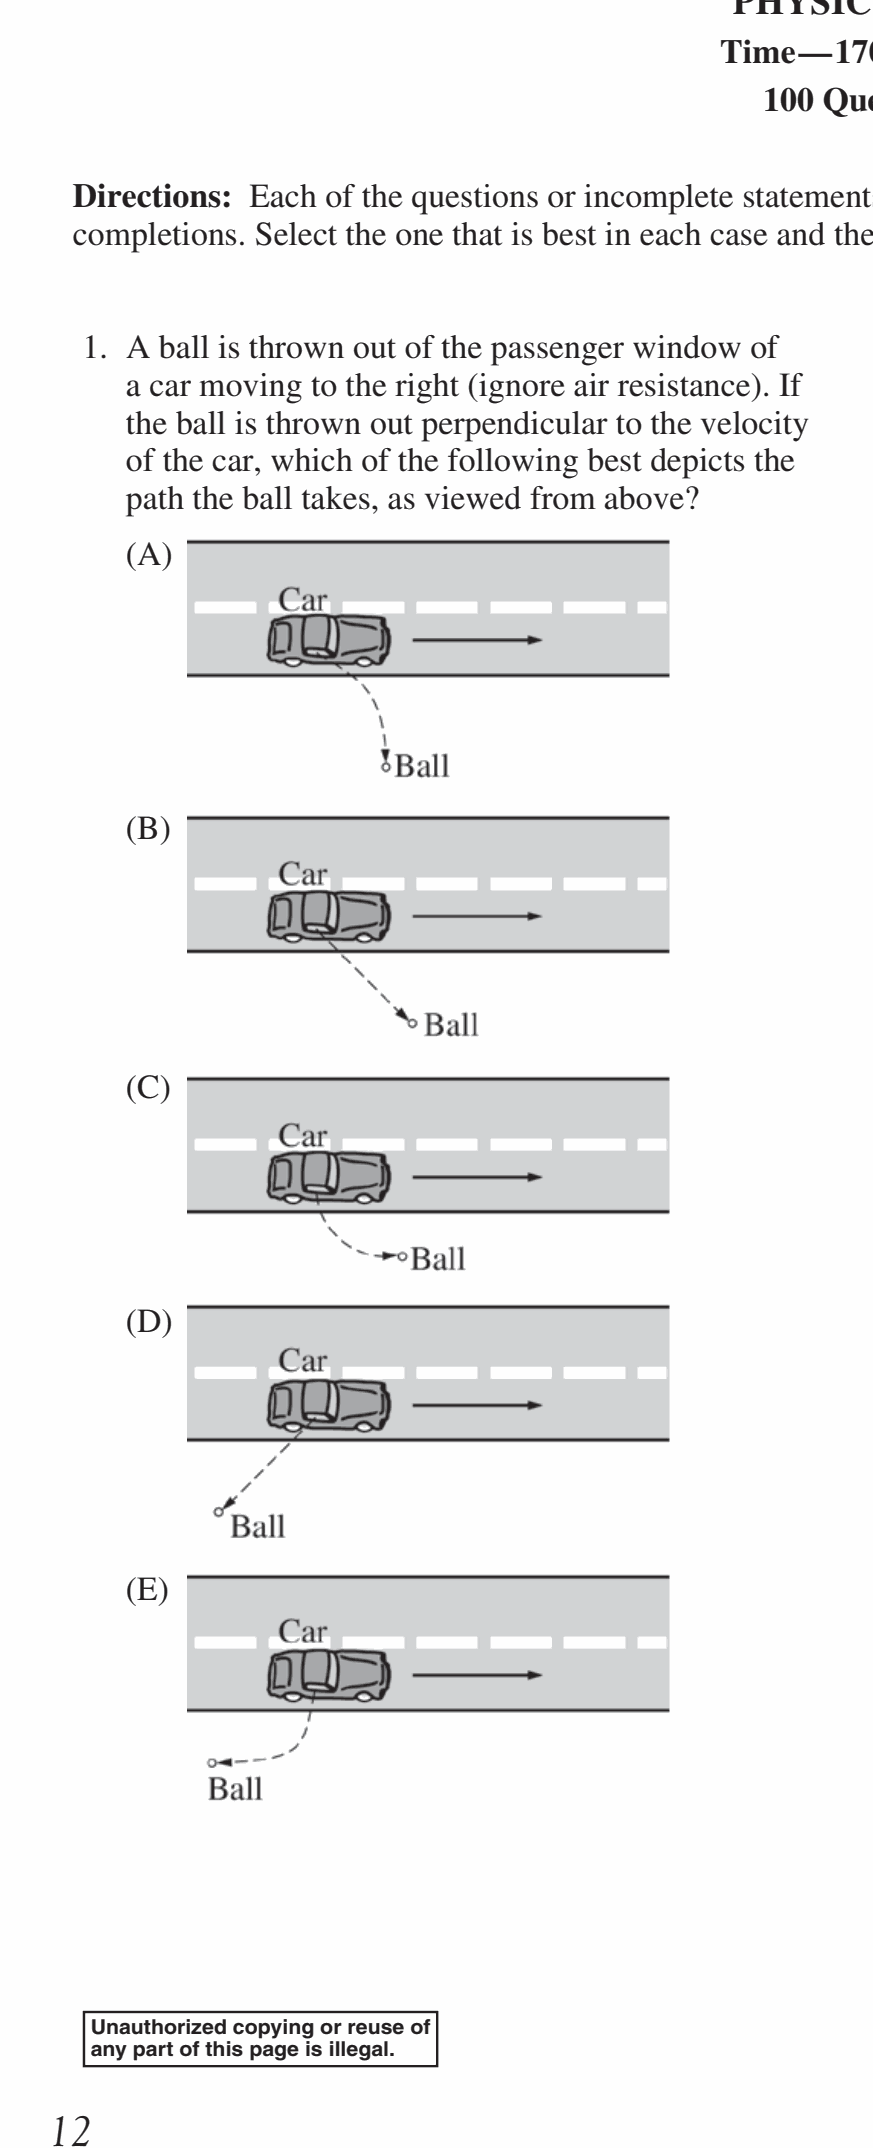 Time—170
100 Que
Directions: Each of the questions or incomplete statement
completions. Select the one that is best in each case and the
1. A ball is thrown out of the passenger window of
a car moving to the right (ignore air resistance). If
the ball is thrown out perpendicular to the velocity
of the car, which of the following best depicts the
path the ball takes, as viewed from above?
(A)
Car
Ball
(B)
Car
Ball
(C)
Car
Ball
(D)
Car
Ball
(E)
Car
Ball
Unauthorized copying or reuse of
any part of this page is illegal.
12